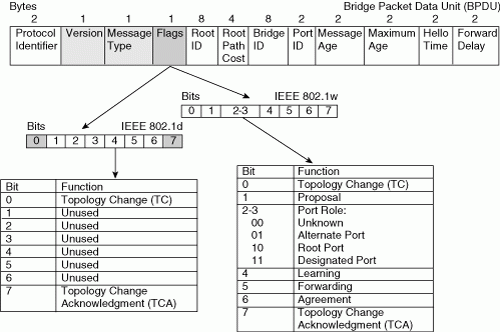 Bytes Bridge Packet Data Unit (BPDU)
2 1 1 1 8 4 8 2 2 2 2 2
Protocol Identifier Version Message Type Flags Root ID Root Path Cost Bridge ID Port ID Message Age Maximum Age Hello Time Forward Delay
Bits IEEE 802.1w
0 1 2-3 4 5 6 7
Bits IEEE 802.1d
0 1 2 3 4 5 6 7
Bit Function
0 Topology Change (TC)
1 Unused
2 Unused
3 Unused
4 Unused
5 Unused
6 Unused
7 Topology Change
Acknowledgment (TCA)
Bit Function
0 Topology Change (TC)
1 Proposal
2-3 Port Role:
00 Unknown
01 Alternate Port
10 Root Port
11 Designated Port
4 Learning
5 Forwarding
6 Agreement
7 Topology Change
Acknowledgment (TCA)